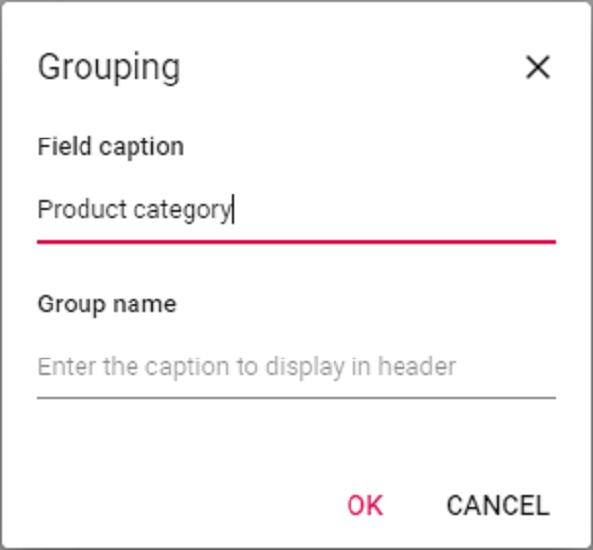 Grouping
Field caption
Product category
Group name
Enter the caption to display in header
OK CANCEL